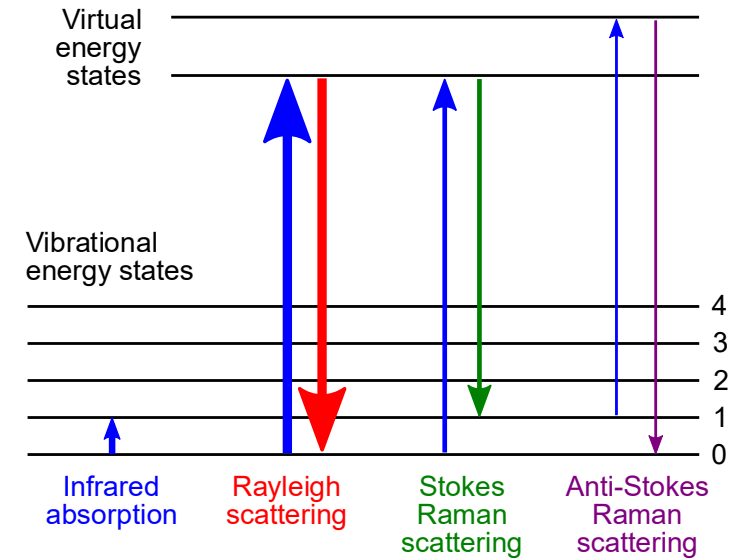 Virtual
energy
states
Vibrational
energy states
4
3
2
1
0
Infrared
absorption
Rayleigh
scattering
Stokes
Raman
scattering
Anti-Stokes
Raman
scattering